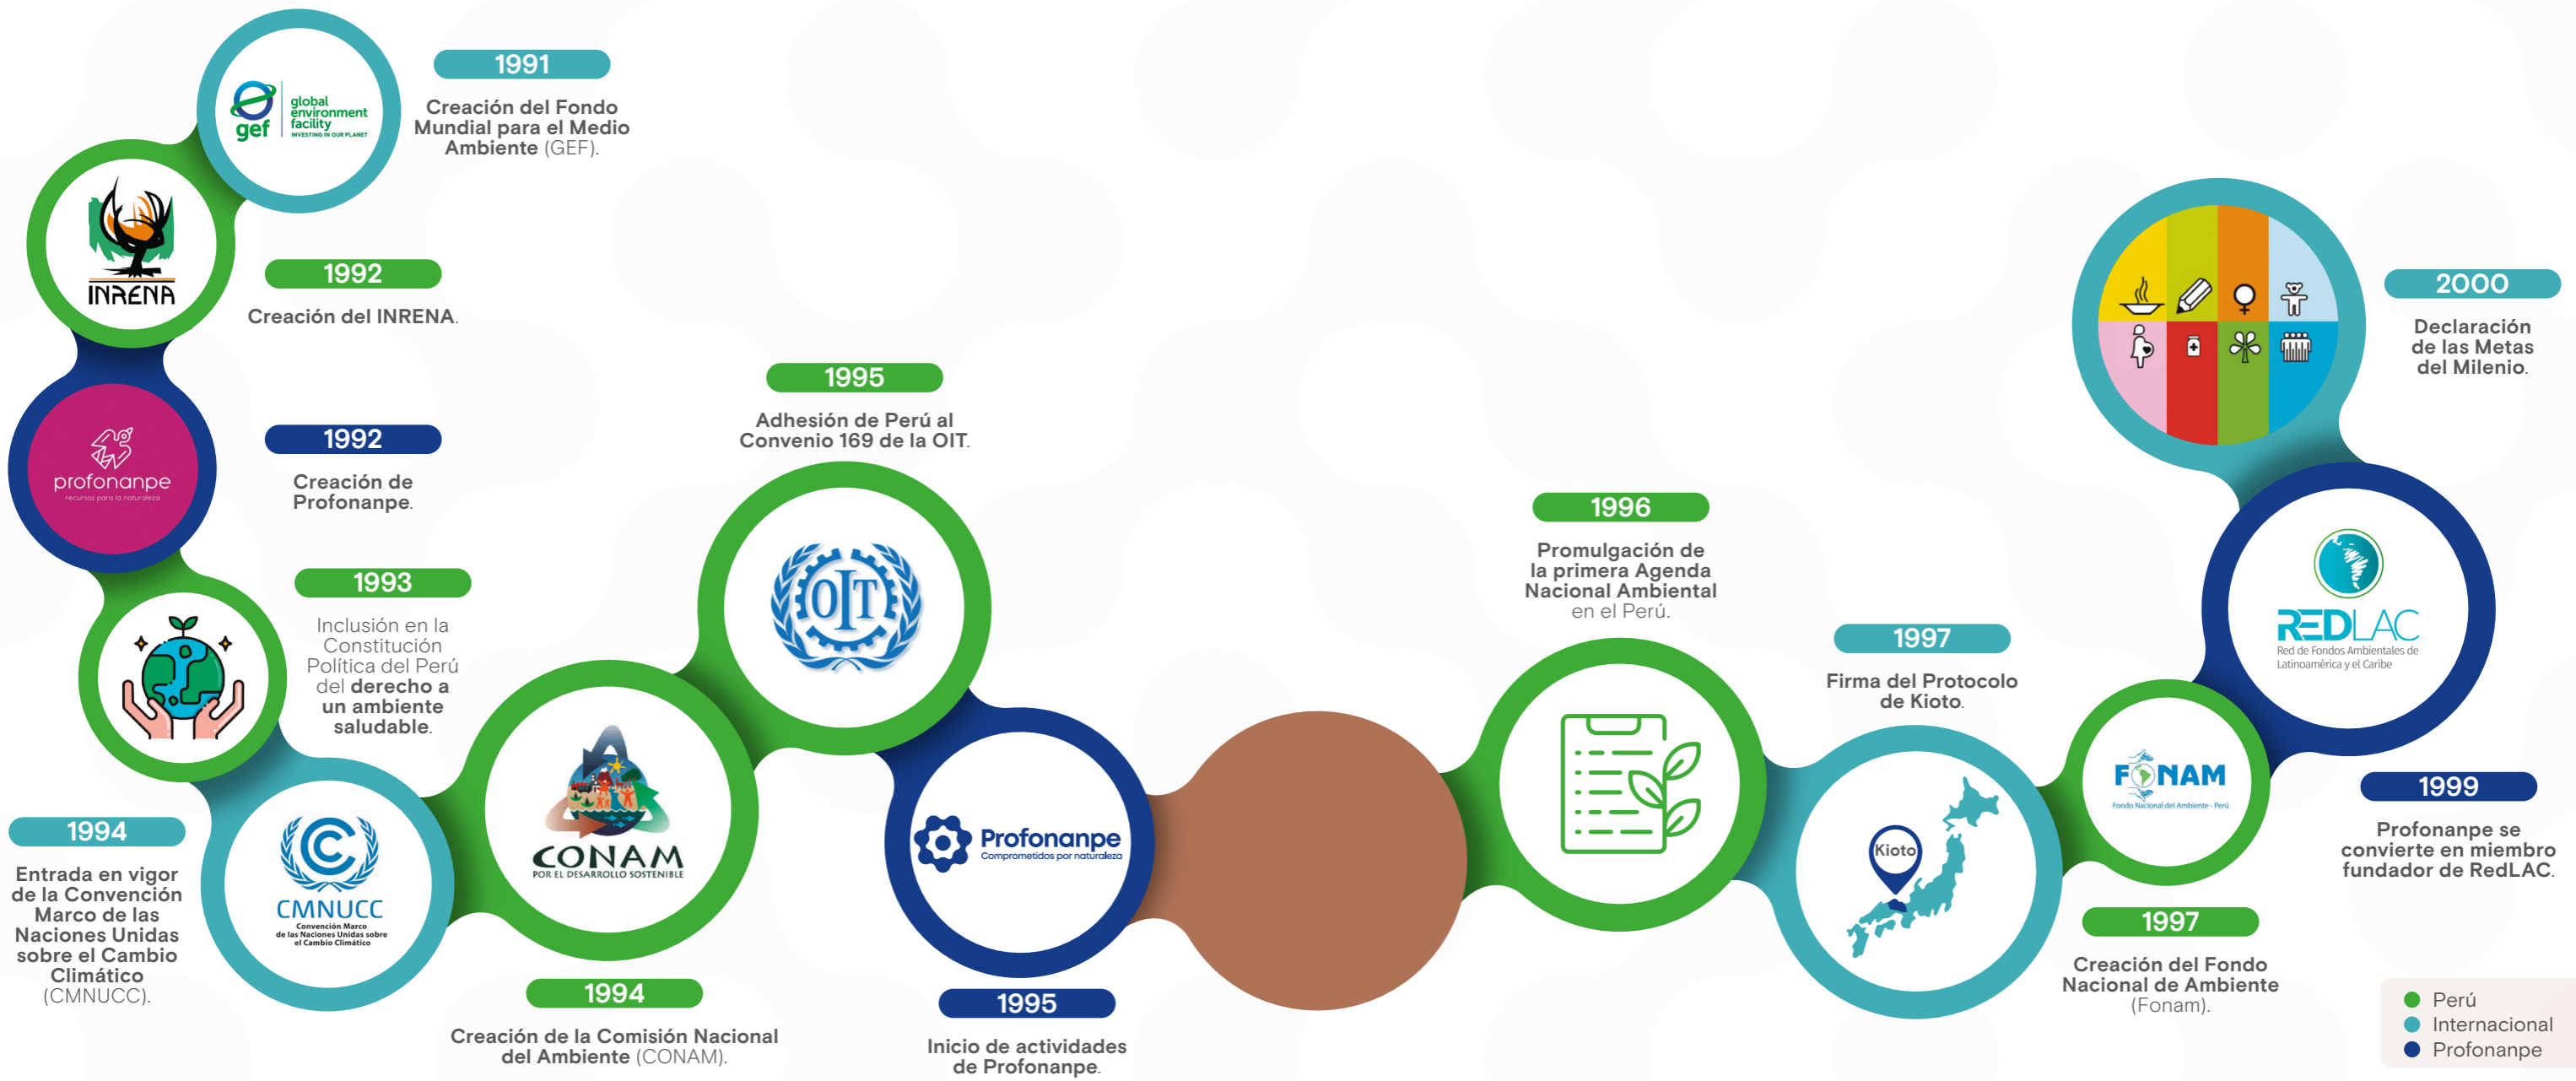 gef
global
environment
facility
INVESTING IN OUR PLANET
1991
Creación del Fondo
Mundial para el Medio
Ambiente (GEF).
INRENA
1992
Creación del INRENA.
profonanpe
recursos para la naturaleza
1992
Creación de
Profonanpe.
1993
Inclusión en la
Constitución
Política del Perú
del derecho a
un ambiente
saludable.
1994
Entrada en vigor
de la Convención
Marco de las
Naciones Unidas
sobre el Cambio
Climático
(CMNUCC).
CMNUCC
Convención Marco
de las Naciones Unidas sobre
el Cambio Climático
CONAM
POR EL DESARROLLO SOSTENIBLE
1994
Creación de la Comisión Nacional
del Ambiente (CONAM).
1995
Adhesión de Perú al
Convenio 169 de la OIT.
OIT
Profonanpe
Comprometidos por naturaleza
1995
Inicio de actividades
de Profonanpe.
1996
Promulgación de
la primera Agenda
Nacional Ambiental
en el Perú.
1997
Firma del Protocolo
de Kioto.
Kioto
FONAM
Fondo Nacional del Ambiente - Perú
1997
Creación del Fondo
Nacional de Ambiente
(Fonam).
REDLAC
Red de Fondos Ambientales de
Latinoamérica y el Caribe
1999
Profonanpe se
convierte en miembro
fundador de RedLAC.
2000
Declaración
de las Metas
del Milenio.
Perú
Internacional
Profonanpe